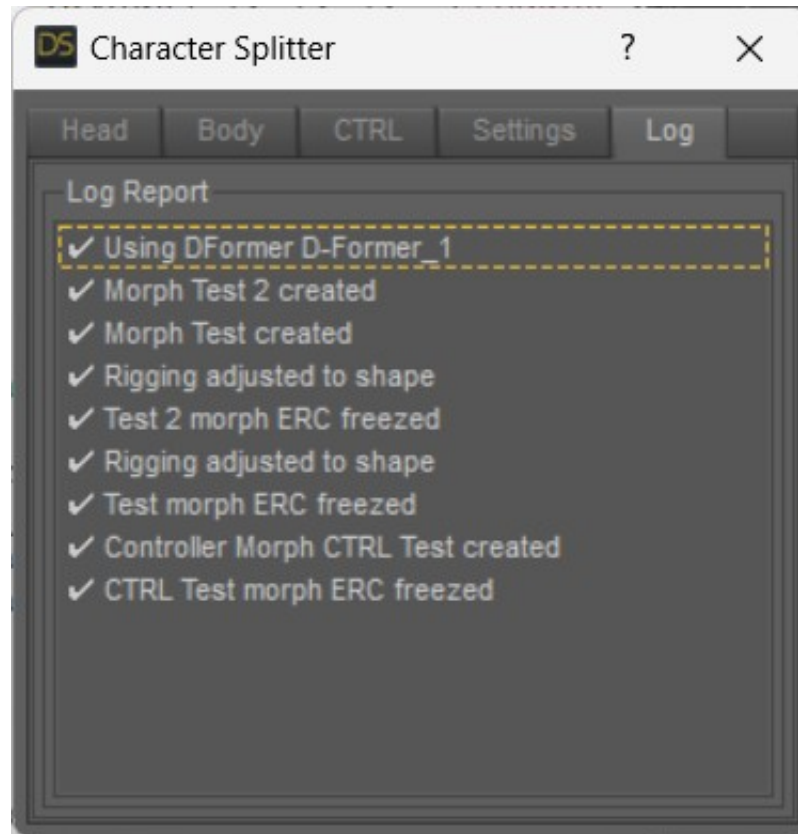 DS Character Splitter ? ×
Head Body CTRL Settings Log
Log Report
✔ Using DFormer D-Former_1
✔ Morph Test 2 created
✔ Morph Test created
✔ Rigging adjusted to shape
✔ Test 2 morph ERC freezed
✔ Rigging adjusted to shape
✔ Test morph ERC freezed
✔ Controller Morph CTRL Test created
✔ CTRL Test morph ERC freezed